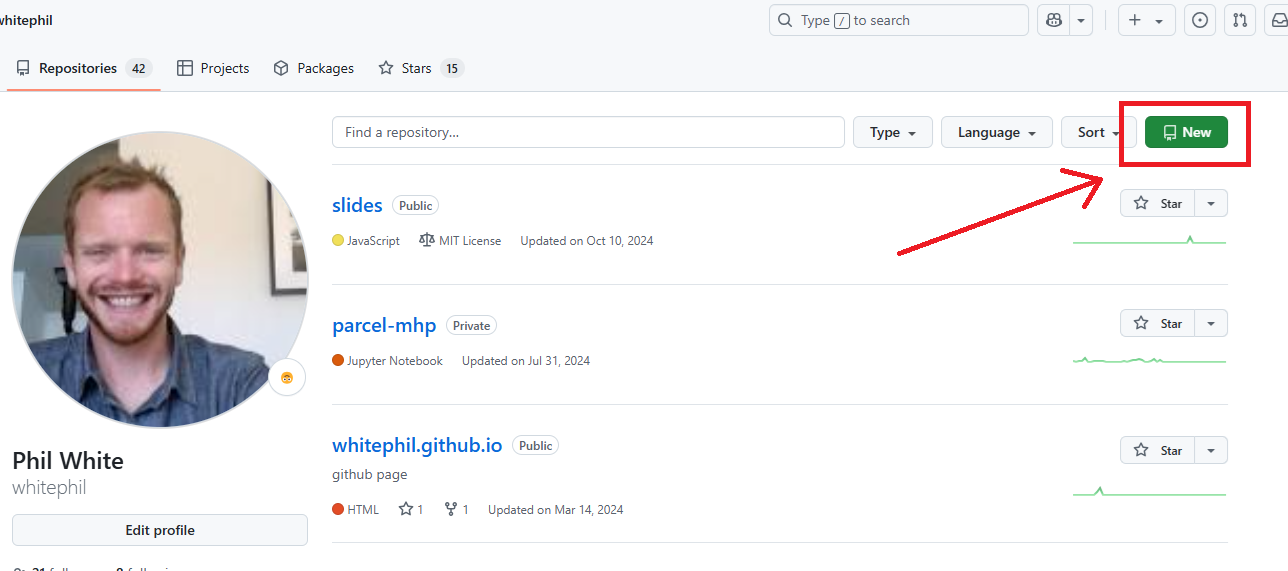 whitephil
Type / to search
Repositories 42 Projects Packages Stars 15
Find a repository... Type Language Sort New
slides Public
Star
JavaScript MIT License Updated on Oct 10, 2024
parcel-mhp Private
Star
Jupyter Notebook Updated on Jul 31, 2024
whitephil.github.io Public
Star
github page
HTML 1 1 Updated on Mar 14, 2024
Phil White
whitephil
Edit profile